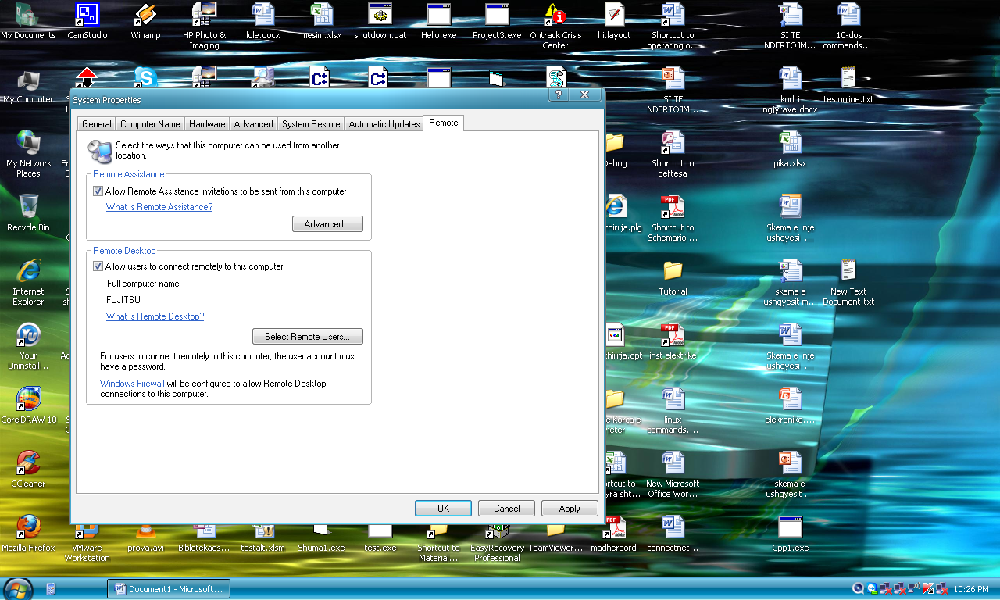 My Documents
CamStudio
Winamp
HP Photo &
Imaging
lule.docx
mesim.xlsx
shutdown.bat
Hello.exe
Project3.exe
Ontrack Crisis
Center
hi.layout
Shortcut to
operating.o...
SI TE
NDERTOJM...
10-dos
commands....
My Computer
SI TE
NDERTOJM...
kodi i
ngjyrave.docx
tes online.txt
System Properties
General
Computer Name
Hardware
Advanced
System Restore
Automatic Updates
Remote
Select the ways that this computer can be used from another
location.
Remote Assistance
Allow Remote Assistance invitations to be sent from this computer
What is Remote Assistance?
Advanced...
Remote Desktop
Allow users to connect remotely to this computer
Full computer name:
FUJITSU
What is Remote Desktop?
Select Remote Users...
For users to connect remotely to this computer, the user account must
have a password.
Windows Firewall will be configured to allow Remote Desktop
connections to this computer.
OK
Cancel
Apply
My Network
Places
Debug
Shortcut to
deftesa
pika.xlsx
Recycle Bin
chirrja.plg
Shortcut to
Schemario ...
Skema e nje
ushqyesi ...
Internet
Explorer
Tutorial
skema e
ushqyesit m...
New Text
Document.txt
Your
Uninstall...
chirrja.opt
inst elektrike
Skema e nje
ushqyesi ...
CorelDRAW 10
e Korca e
jeter
linux
commands....
elekronike....
CCleaner
ortcut to
yra sht...
New Microsoft
Office Wor...
skema e
ushqyesit ...
Mozilla Firefox
VMware
Workstation
prova.avi
Biblotekaes...
testalt.xlsm
Shuma1.exe
test.exe
Shortcut to
Material...
EasyRecovery
Professional
TeamViewer...
madherbordi
connectnet...
Cpp1.exe
Document1 - Microsoft...
10:26 PM